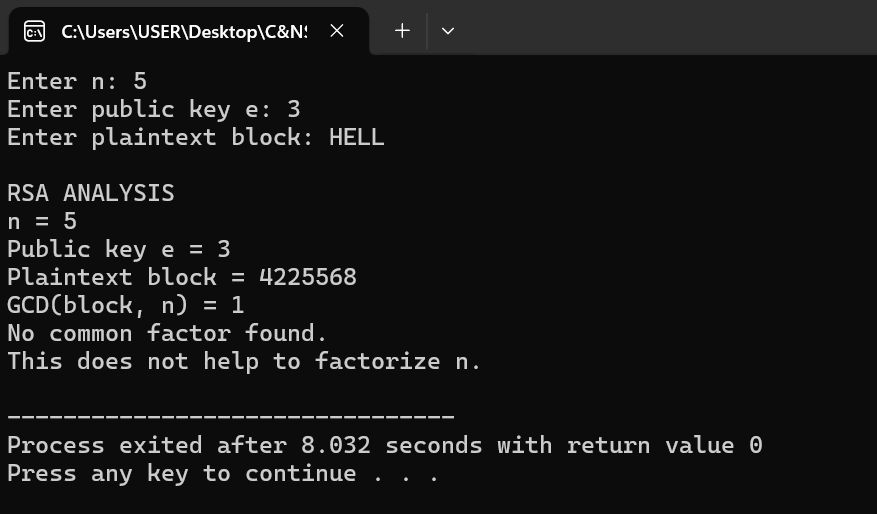 C:\Users\USER\Desktop\C&N
Enter n: 5
Enter public key e: 3
Enter plaintext block: HELL
RSA ANALYSIS
n = 5
Public key e = 3
Plaintext block = 4225568
GCD(block, n) = 1
No common factor found.
This does not help to factorize n.
--------------------------------
Process exited after 8.032 seconds with return value 0
Press any key to continue . . .